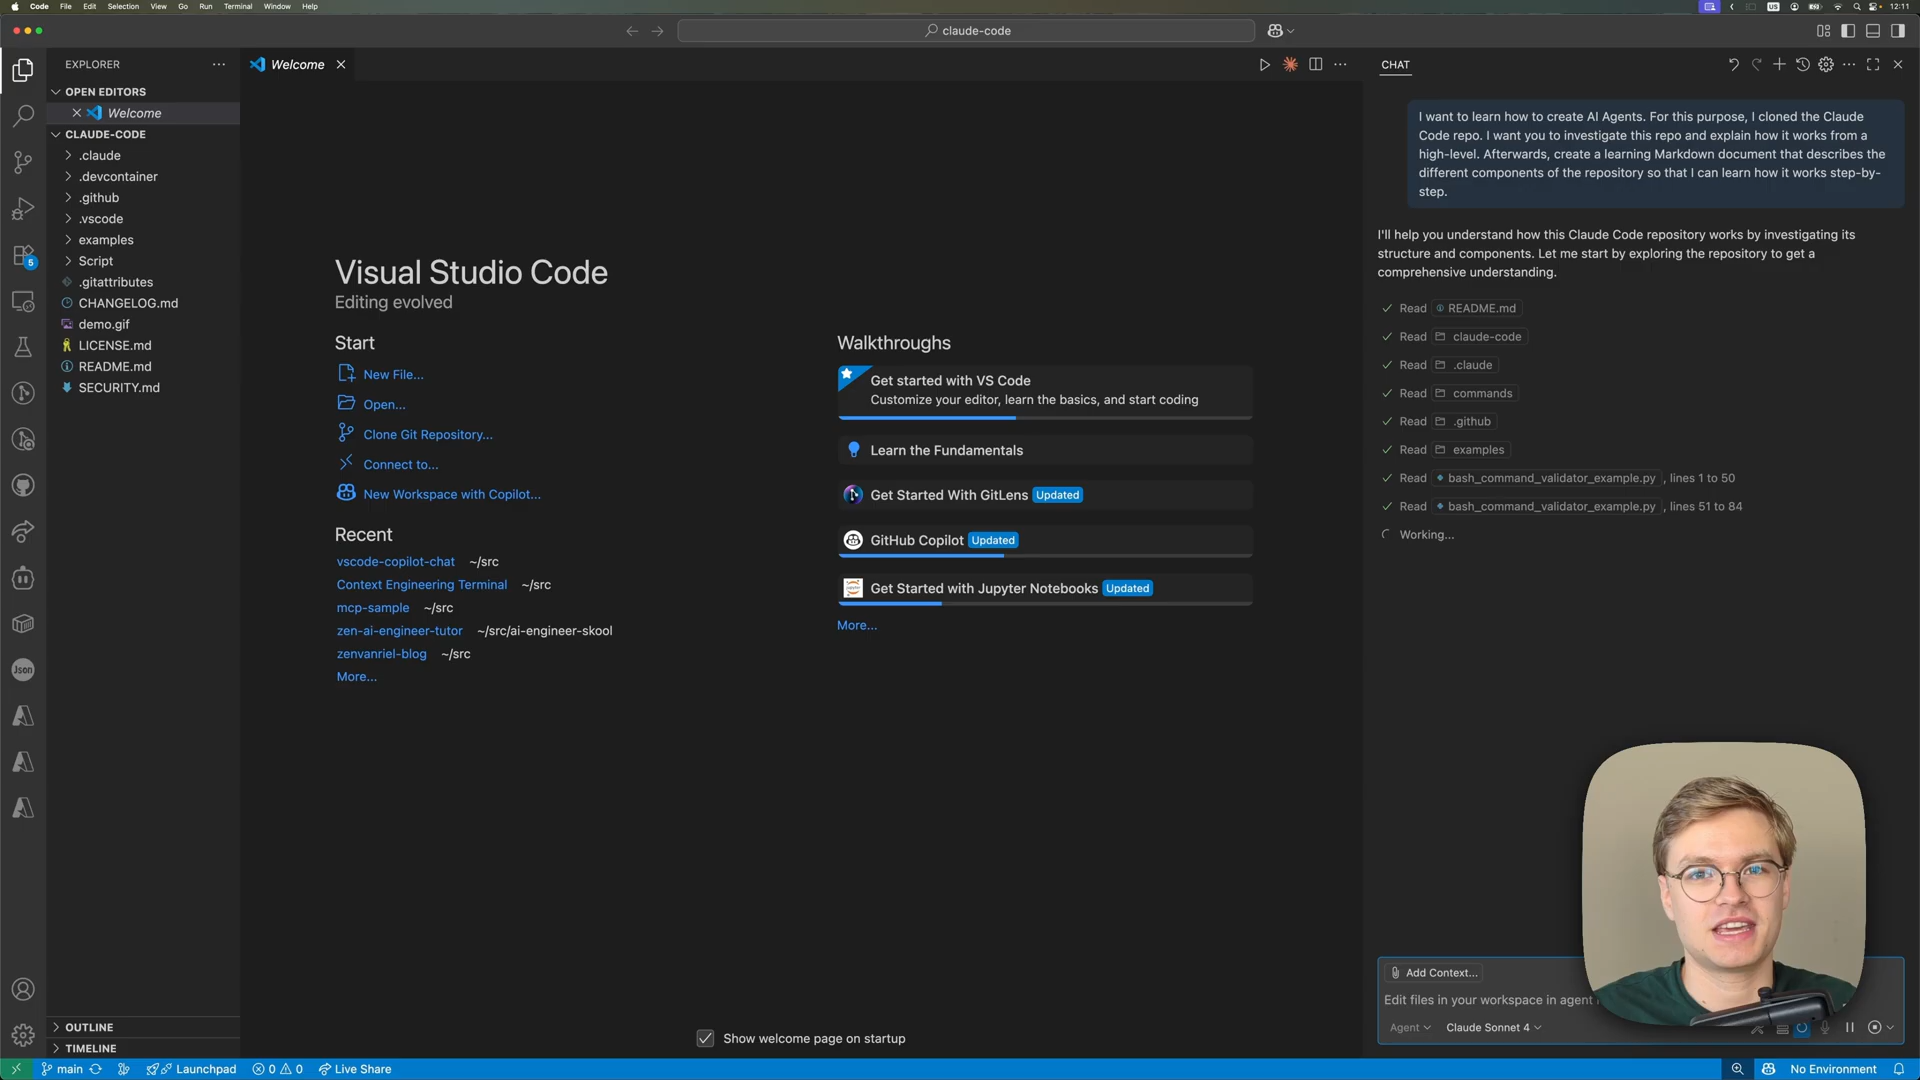 Code File Edit Selection View Go Run Terminal Window Help
US
12:11
claude-code
EXPLORER
OPEN EDITORS
Welcome
CLAUDE-CODE
.claude
.devcontainer
.github
.vscode
examples
Script
.gitattributes
CHANGELOG.md
demo.gif
LICENSE.md
README.md
SECURITY.md
5
Json
OUTLINE
TIMELINE
Welcome
Visual Studio Code
Editing evolved
Start
New File...
Open...
Clone Git Repository...
Connect to...
New Workspace with Copilot...
Recent
vscode-copilot-chat ~/src
Context Engineering Terminal ~/src
mcp-sample ~/src
zen-ai-engineer-tutor ~/src/ai-engineer-skool
zenvanriel-blog ~/src
More...
Walkthroughs
Get started with VS Code
Customize your editor, learn the basics, and start coding
Learn the Fundamentals
Get Started With GitLens Updated
GitHub Copilot Updated
Get Started with Jupyter Notebooks Updated
More...
Show welcome page on startup
CHAT
I want to learn how to create AI Agents. For this purpose, I cloned the Claude
Code repo. I want you to investigate this repo and explain how it works from a
high-level. Afterwards, create a learning Markdown document that describes the
different components of the repository so that I can learn how it works step-by-
step.
I'll help you understand how this Claude Code repository works by investigating its
structure and components. Let me start by exploring the repository to get a
comprehensive understanding.
Read README.md
Read claude-code
Read .claude
Read commands
Read .github
Read examples
Read bash_command_validator_example.py , lines 1 to 50
Read bash_command_validator_example.py , lines 51 to 84
Working...
Add Context...
Edit files in your workspace in agent
Agent Claude Sonnet 4
main Launchpad 0 0 Live Share
No Environment